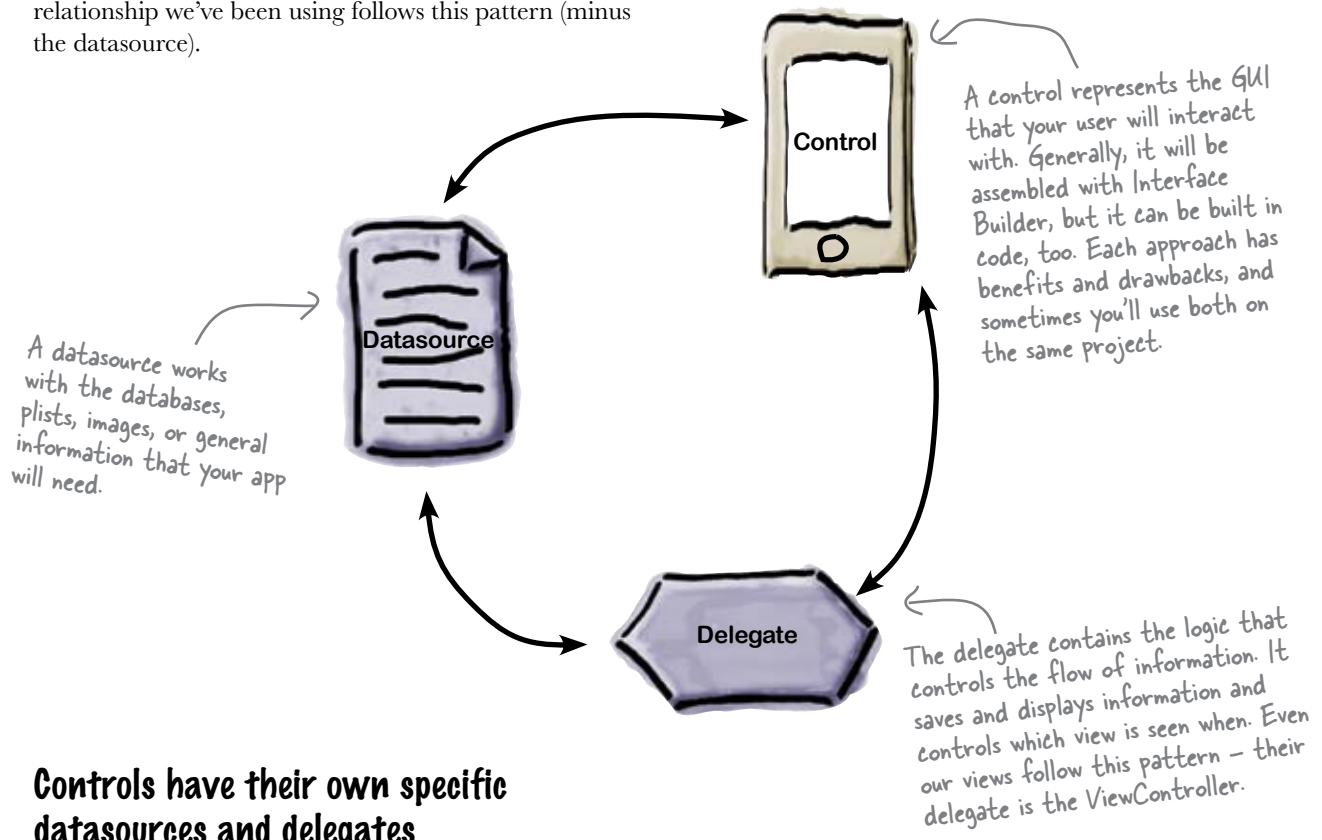 relationship we’ve been using follows this pattern (minus
the datasource).
Control
A control represents the GUI
that your user will interact
with. Generally, it will be
assembled with Interface
Builder, but it can be built in
code, too. Each approach has
benefits and drawbacks, and
sometimes you’ll use both on
the same project.
Datasource
A datasource works
with the databases,
plists, images, or general
information that your app
will need.
Delegate
The delegate contains the logic that
controls the flow of information. It
saves and displays information and
controls which view is seen when. Even
our views follow this pattern – their
delegate is the ViewController.
Controls have their own specific
datasources and delegates